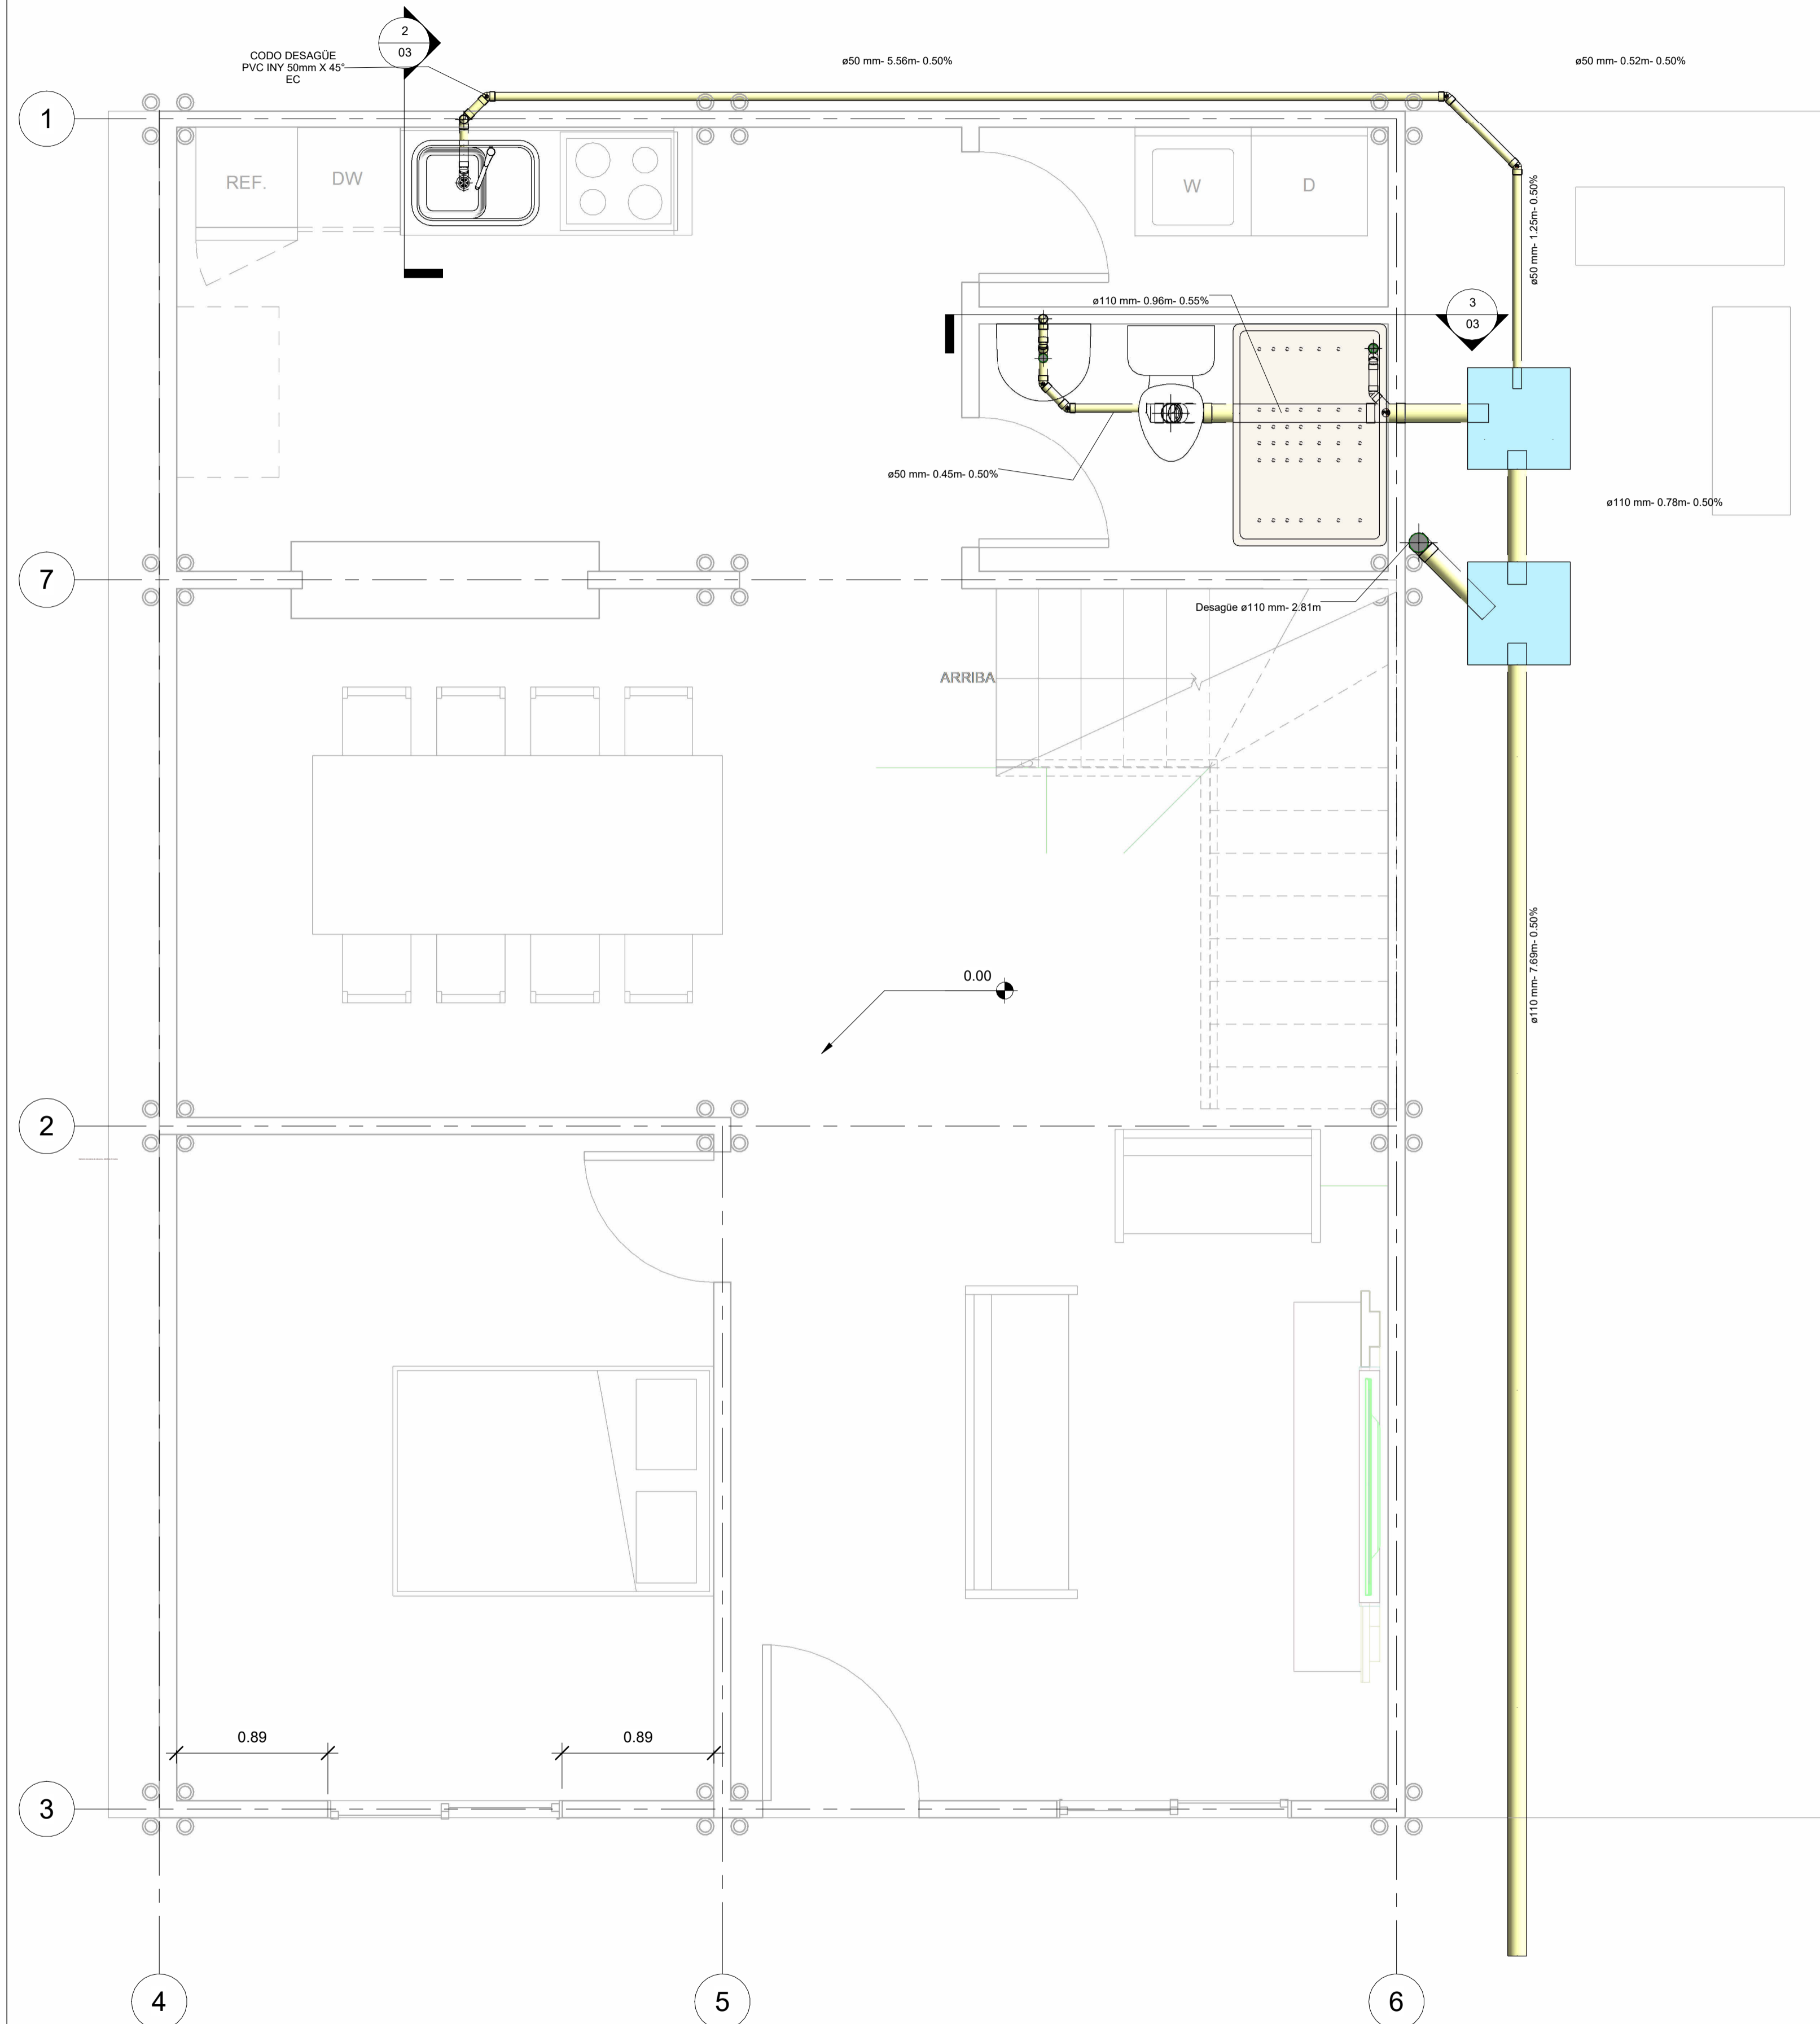 2
03
CODO DESAGÜE
PVC INY 50mm X 45°
EC
ø50 mm- 5.56m- 0.50%
ø50 mm- 0.52m- 0.50%
1
REF.
DW
W
D
ø50 mm- 1.25m- 0.50%
ø110 mm- 0.96m- 0.55%
3
03
ø50 mm- 0.45m- 0.50%
ø110 mm- 0.78m- 0.50%
7
Desagüe ø110 mm- 2.81m
ARRIBA
0.00
ø110 mm- 7.69m- 0.50%
2
0.89
0.89
3
4
5
6